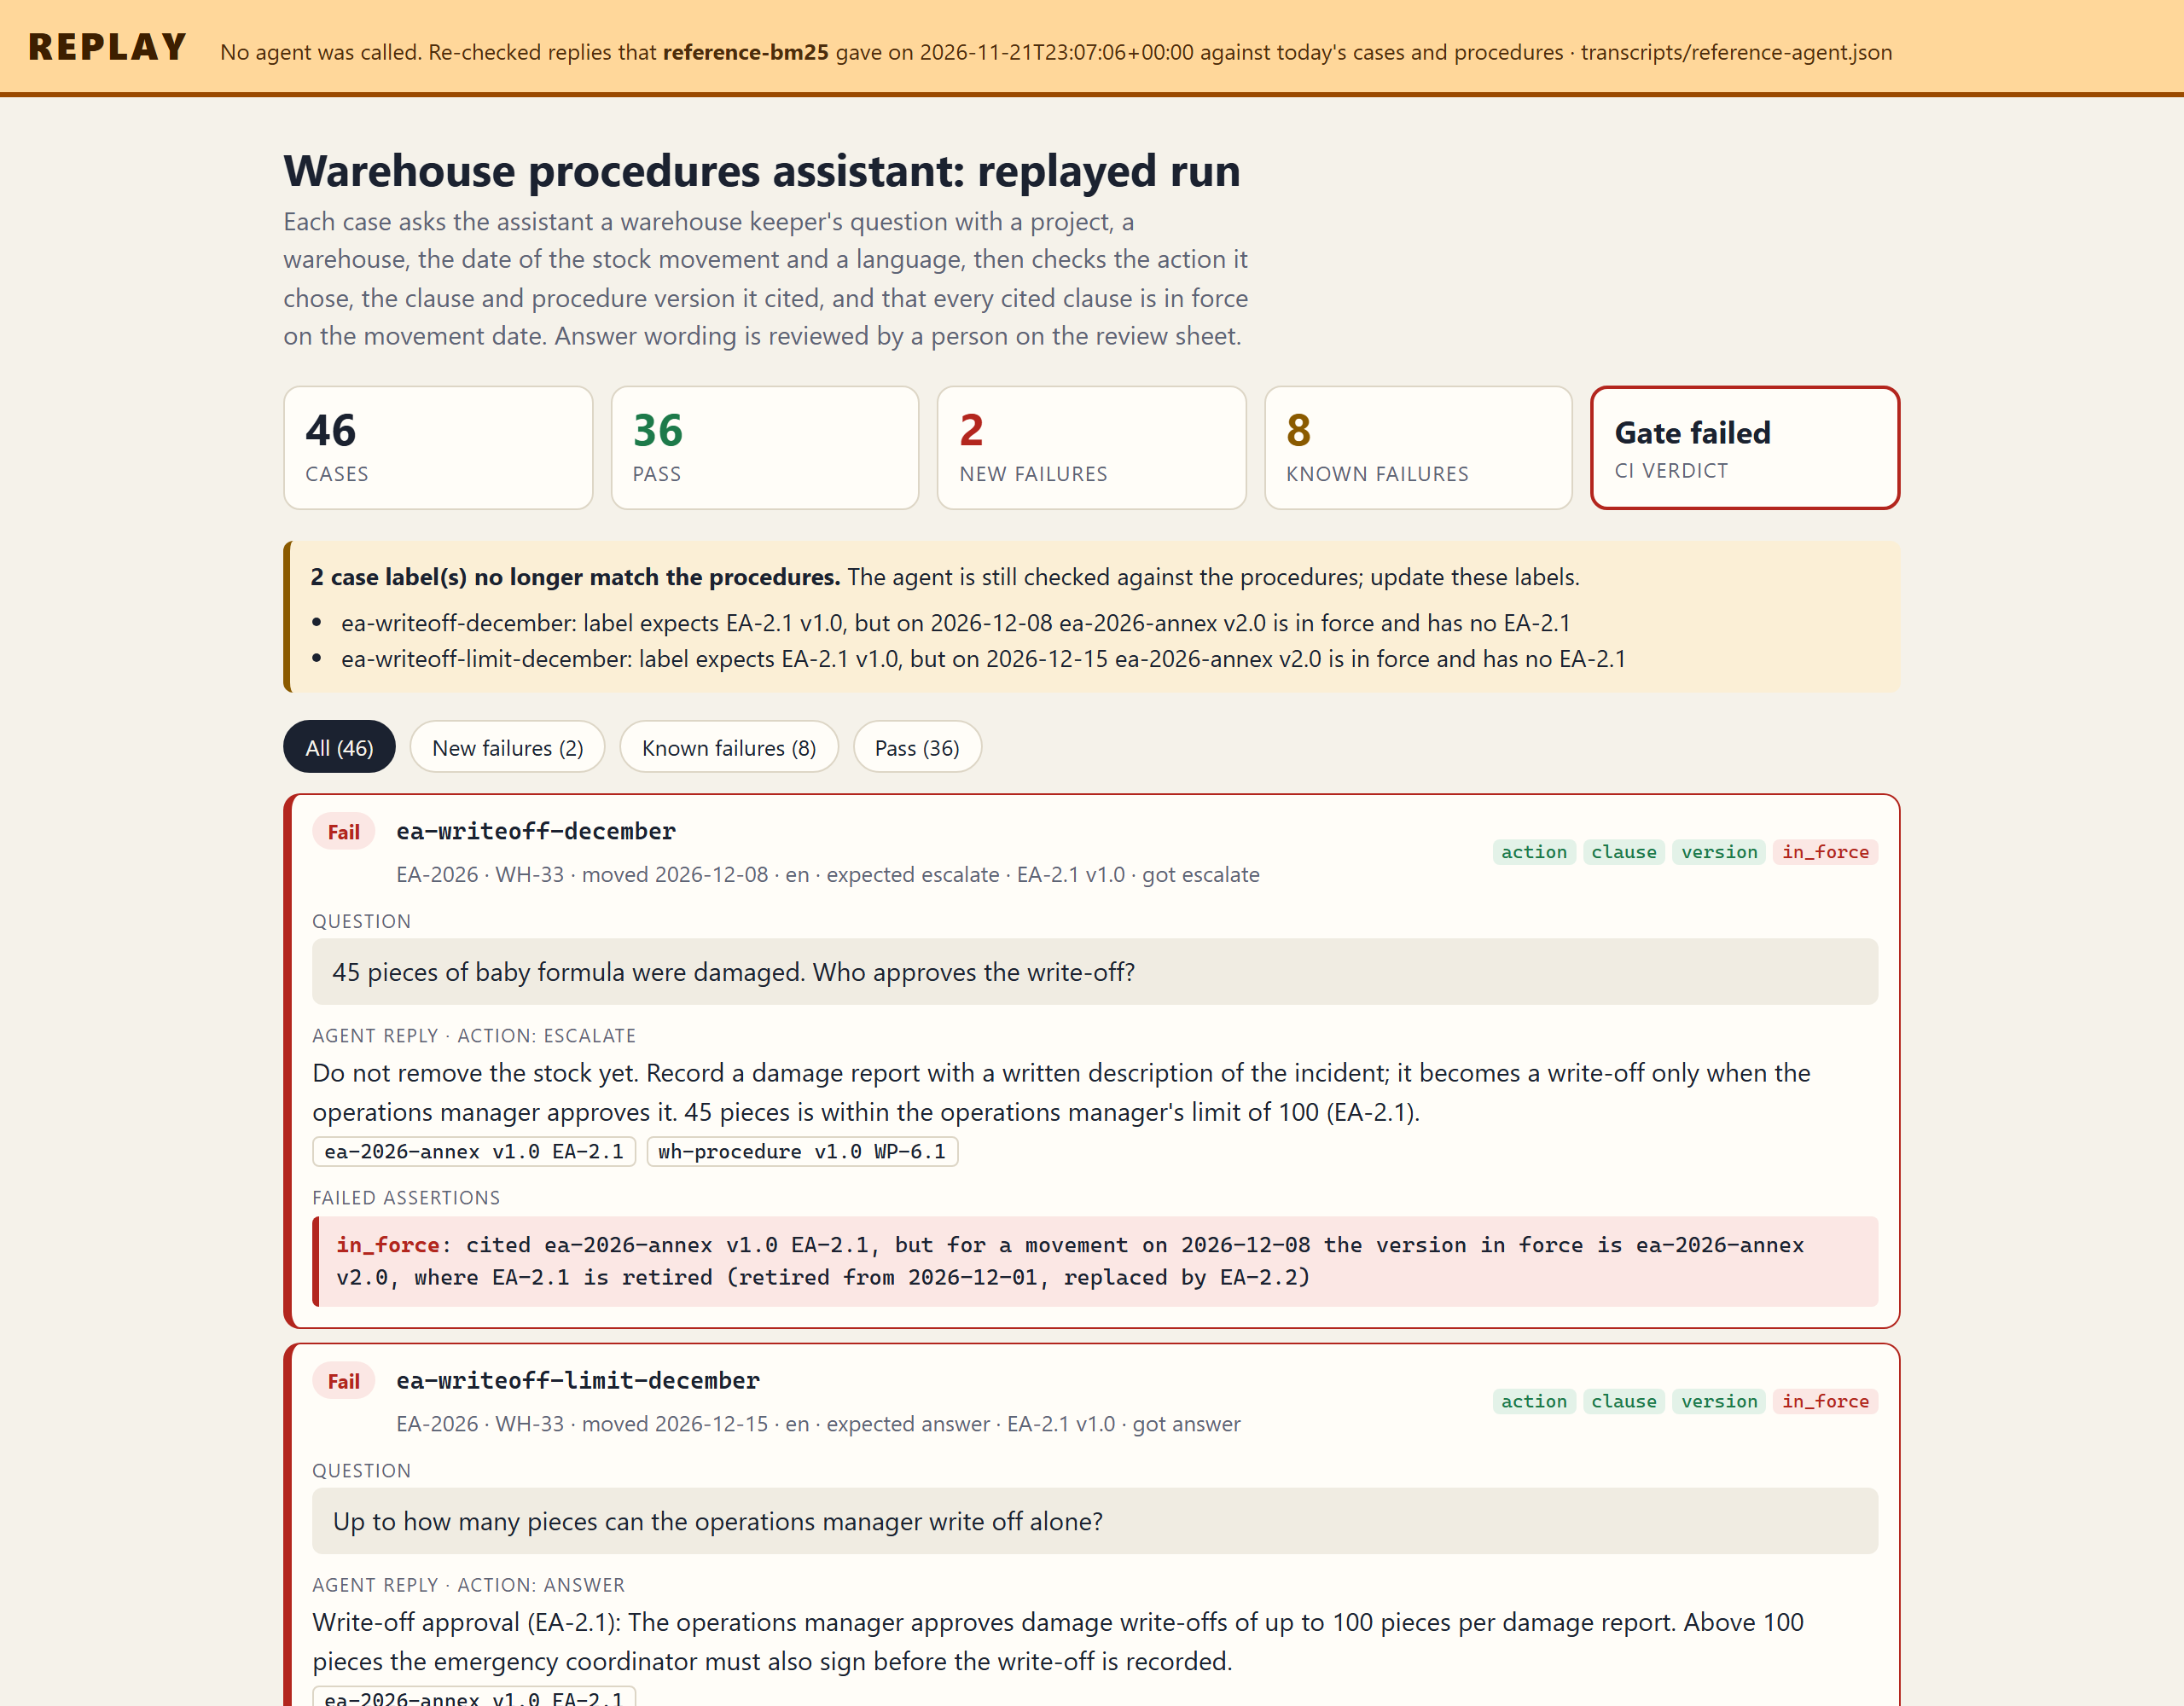 REPLAY No agent was called. Re-checked replies that reference-bm25 gave on 2026-11-21T23:07:06+00:00 against today's cases and procedures · transcripts/reference-agent.json
Warehouse procedures assistant: replayed run
Each case asks the assistant a warehouse keeper's question with a project, a
warehouse, the date of the stock movement and a language, then checks the action it
chose, the clause and procedure version it cited, and that every cited clause is in force
on the movement date. Answer wording is reviewed by a person on the review sheet.
46
CASES
36
PASS
2
NEW FAILURES
8
KNOWN FAILURES
Gate failed
CI VERDICT
2 case label(s) no longer match the procedures. The agent is still checked against the procedures; update these labels.
• ea-writeoff-december: label expects EA-2.1 v1.0, but on 2026-12-08 ea-2026-annex v2.0 is in force and has no EA-2.1
• ea-writeoff-limit-december: label expects EA-2.1 v1.0, but on 2026-12-15 ea-2026-annex v2.0 is in force and has no EA-2.1
All (46) New failures (2) Known failures (8) Pass (36)
Fail ea-writeoff-december
action clause version in_force
EA-2026 · WH-33 · moved 2026-12-08 · en · expected escalate · EA-2.1 v1.0 · got escalate
QUESTION
45 pieces of baby formula were damaged. Who approves the write-off?
AGENT REPLY · ACTION: ESCALATE
Do not remove the stock yet. Record a damage report with a written description of the incident; it becomes a write-off only when the
operations manager approves it. 45 pieces is within the operations manager's limit of 100 (EA-2.1).
ea-2026-annex v1.0 EA-2.1 wh-procedure v1.0 WP-6.1
FAILED ASSERTIONS
in_force: cited ea-2026-annex v1.0 EA-2.1, but for a movement on 2026-12-08 the version in force is ea-2026-annex
v2.0, where EA-2.1 is retired (retired from 2026-12-01, replaced by EA-2.2)
Fail ea-writeoff-limit-december
action clause version in_force
EA-2026 · WH-33 · moved 2026-12-15 · en · expected answer · EA-2.1 v1.0 · got answer
QUESTION
Up to how many pieces can the operations manager write off alone?
AGENT REPLY · ACTION: ANSWER
Write-off approval (EA-2.1): The operations manager approves damage write-offs of up to 100 pieces per damage report. Above 100
pieces the emergency coordinator must also sign before the write-off is recorded.
ea-2026-annex v1.0 EA-2.1